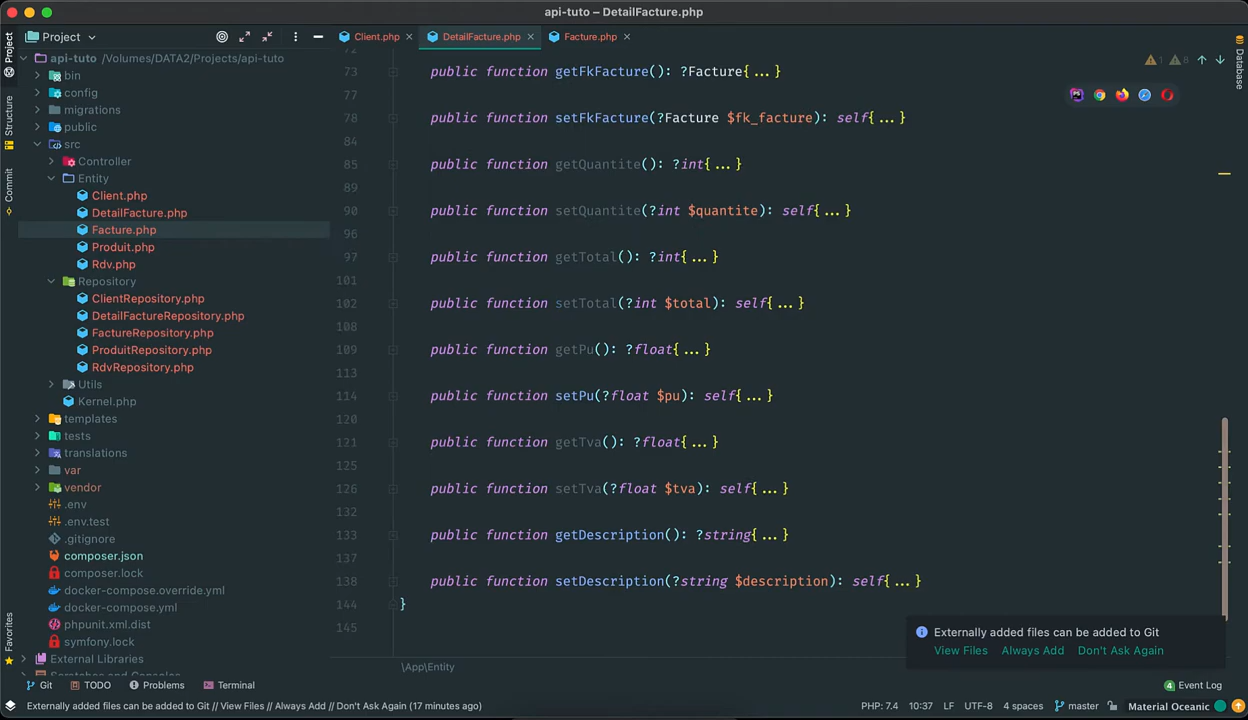 api-tuto – DetailFacture.php
Project
Client.php
DetailFacture.php
Facture.php
api-tuto /Volumes/DATA2/Projects/api-tuto
bin
config
migrations
public
src
Controller
Entity
Client.php
DetailFacture.php
Facture.php
Produit.php
Rdv.php
Repository
ClientRepository.php
DetailFactureRepository.php
FactureRepository.php
ProduitRepository.php
RdvRepository.php
Utils
Kernel.php
templates
tests
translations
var
vendor
.env
.env.test
.gitignore
composer.json
composer.lock
docker-compose.override.yml
docker-compose.yml
phpunit.xml.dist
symfony.lock
External Libraries
Project
Structure
Commit
Favorites
73 public function getFkFacture(): ?Facture{...}
77
78 public function setFkFacture(?Facture $fk_facture): self{...}
84
85 public function getQuantite(): ?int{...}
89
90 public function setQuantite(?int $quantite): self{...}
96
97 public function getTotal(): ?int{...}
101
102 public function setTotal(?int $total): self{...}
108
109 public function getPu(): ?float{...}
113
114 public function setPu(?float $pu): self{...}
120
121 public function getTva(): ?float{...}
125
126 public function setTva(?float $tva): self{...}
132
133 public function getDescription(): ?string{...}
137
138 public function setDescription(?string $description): self{...}
144 }
145
\App\Entity
1 8
Database
Externally added files can be added to Git
View Files Always Add Don't Ask Again
Git TODO Problems Terminal
4 Event Log
Externally added files can be added to Git // View Files // Always Add // Don't Ask Again (17 minutes ago)
PHP: 7.4 10:37 LF UTF-8 4 spaces master Material Oceanic